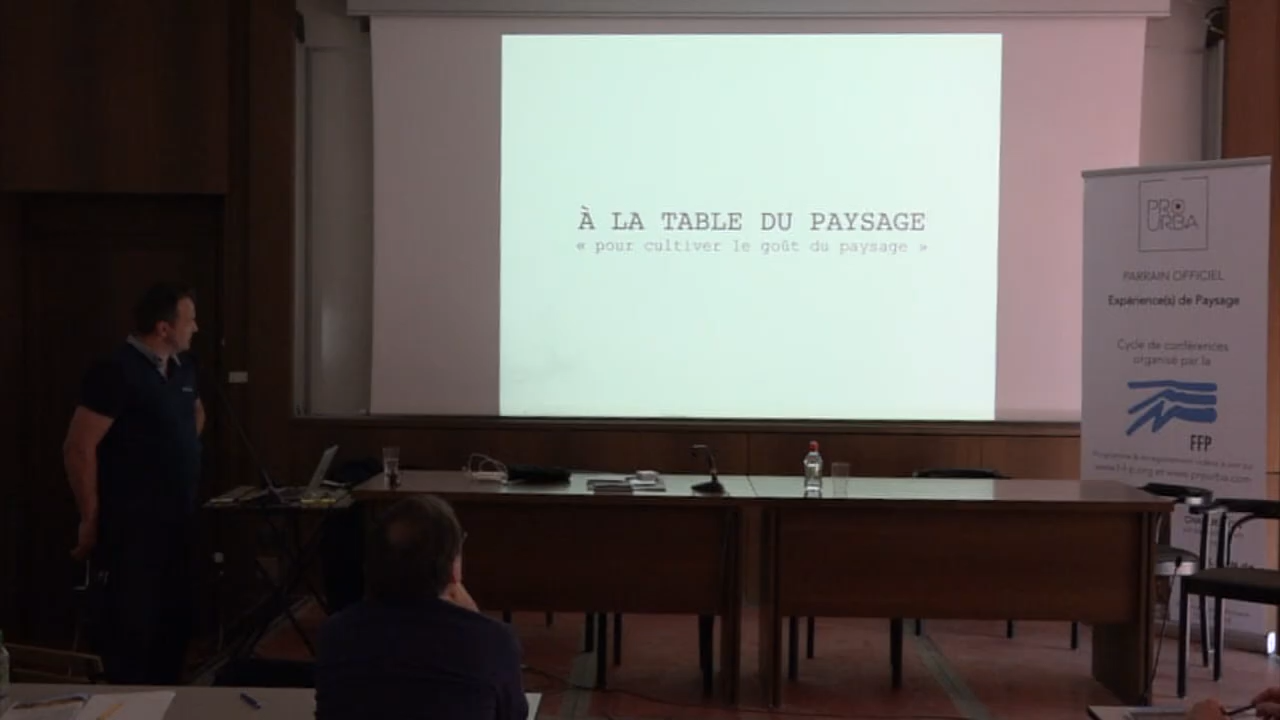 À LA TABLE DU PAYSAGE
« pour cultiver le goût du paysage »
PRO
URBA
PARRAIN OFFICIEL
Expérience(s) de Paysage
Cycle de conférences
organisé par la
FFP